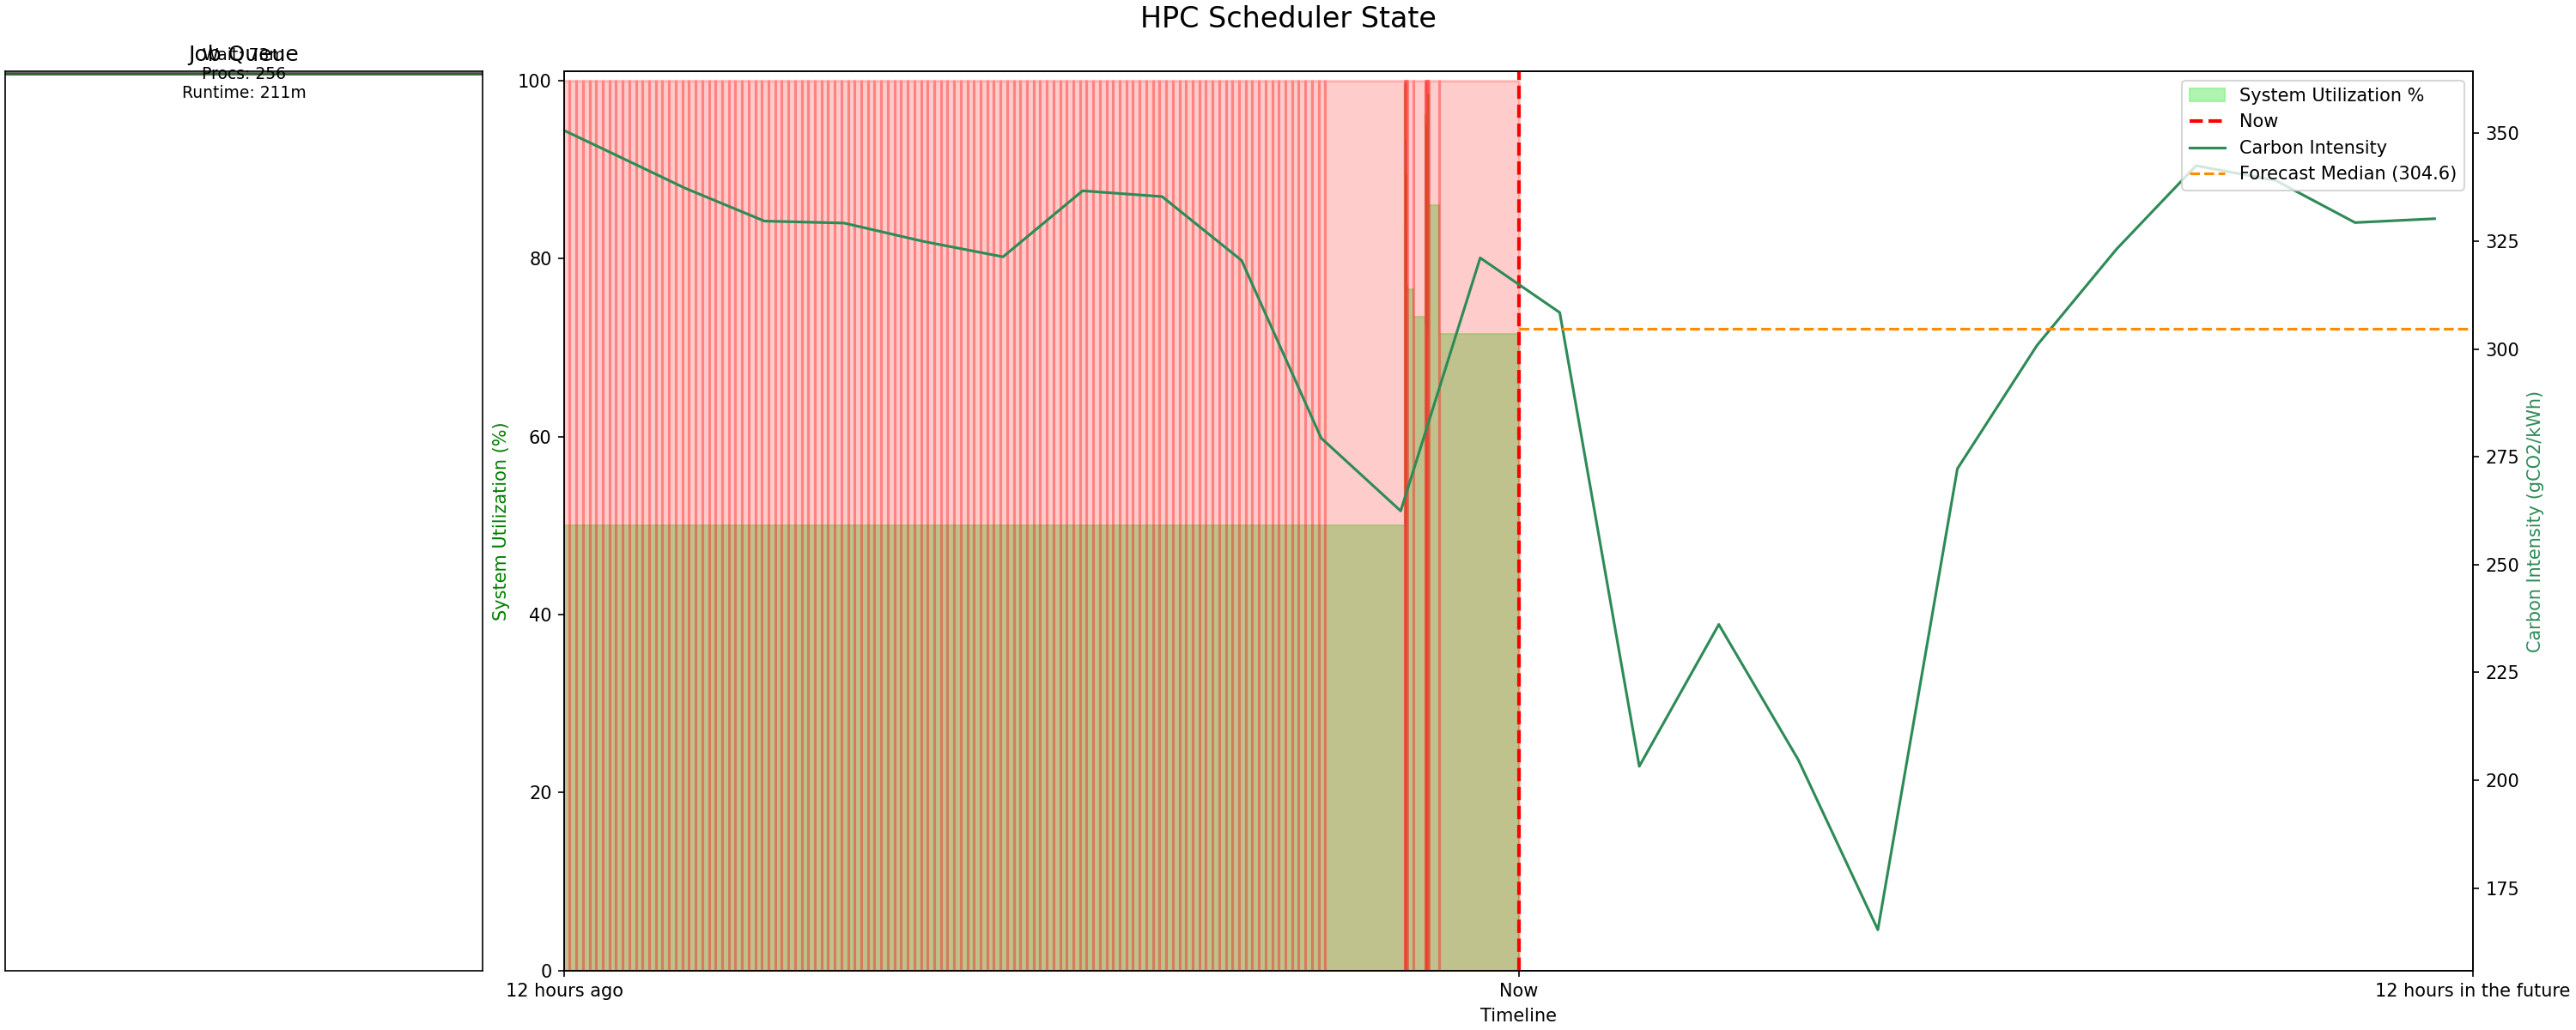 HPC Scheduler State
Job Queue
Wait: 73m
Procs: 256
Runtime: 211m
System Utilization (%)
100
80
60
40
20
0
System Utilization %
Now
Carbon Intensity
Forecast Median (304.6)
350
325
300
275
250
225
200
175
Carbon Intensity (gCO2/kWh)
12 hours ago
Now
12 hours in the future
Timeline